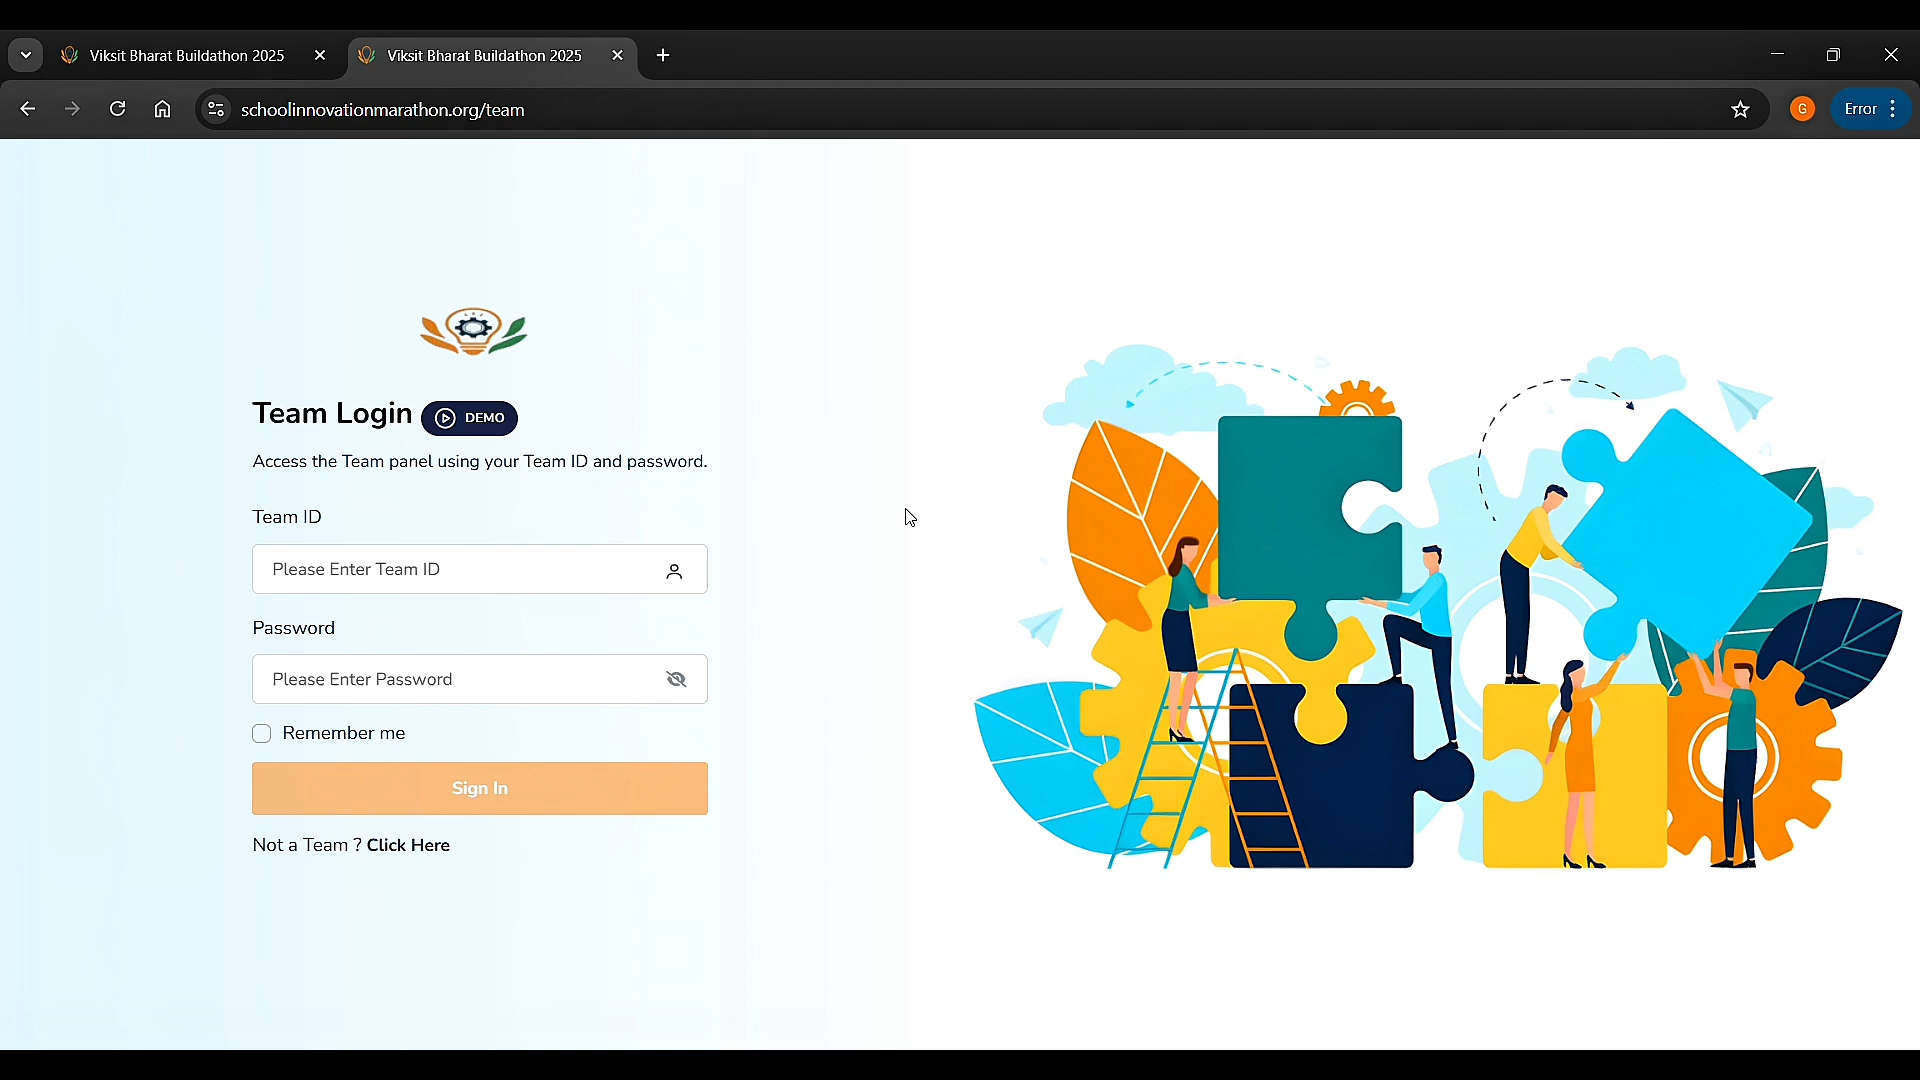 Viksit Bharat Buildathon 2025
Viksit Bharat Buildathon 2025
schoolinnovationmarathon.org/team
G
Error
Team Login
DEMO
Access the Team panel using your Team ID and password.
Team ID
Please Enter Team ID
Password
Please Enter Password
Remember me
Sign In
Not a Team ? Click Here